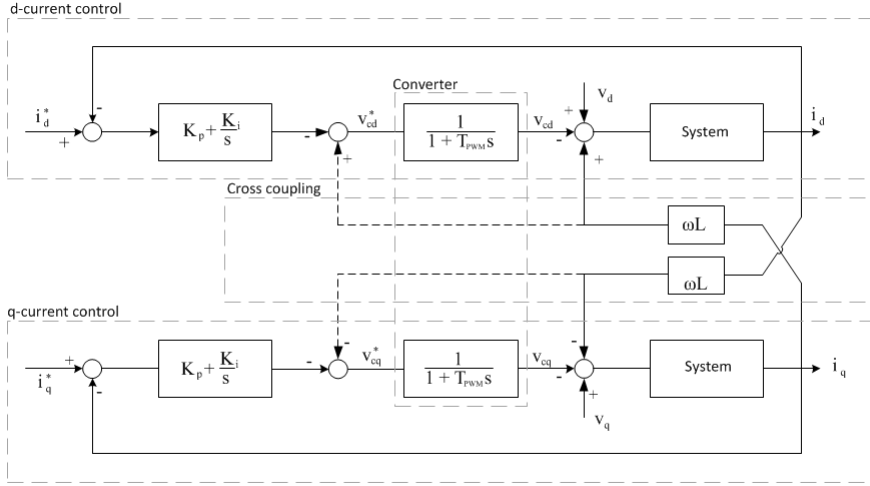 d-current control
Converter
i*d
+
-
Kp + Ki/s
-
+
v*cd
1/(1 + TPWM s)
vcd
-
+
vd
+
System
id
Cross coupling
ωL
ωL
q-current control
i*q
+
-
Kp + Ki/s
-
-
v*cq
1/(1 + TPWM s)
vcq
-
-
+
vq
System
iq